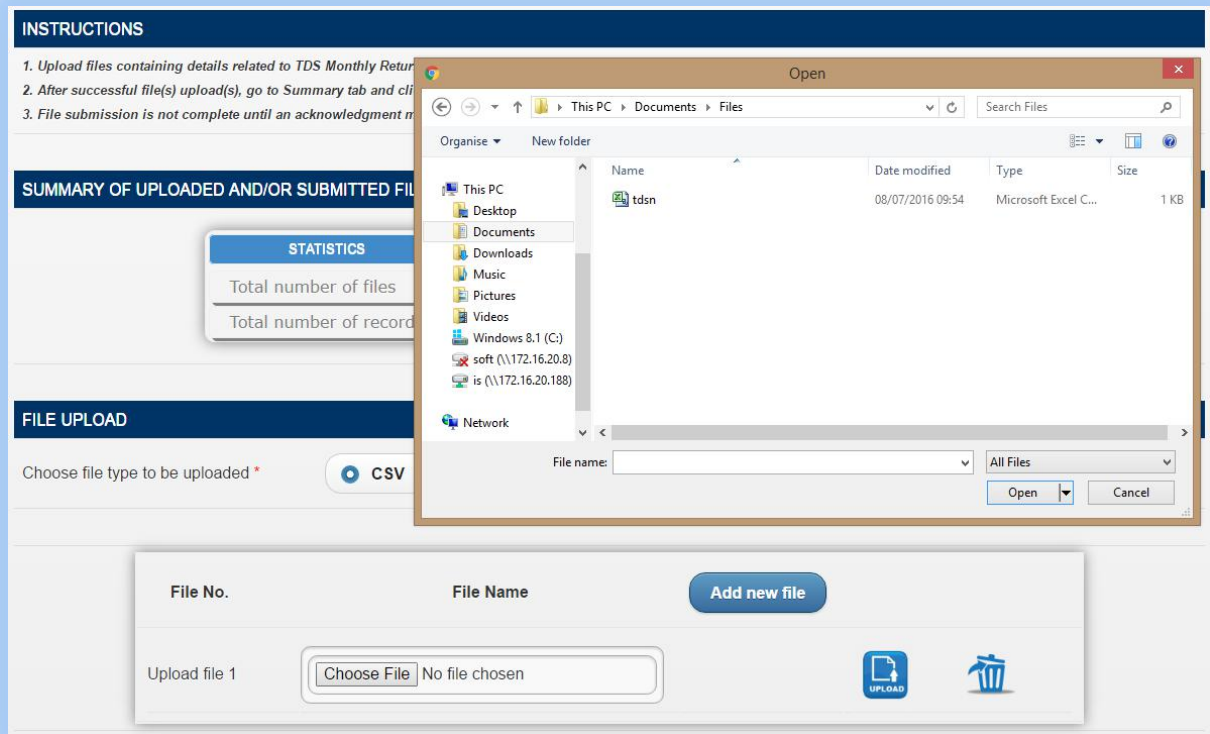 INSTRUCTIONS
1. Upload files containing details related to TDS Monthly Retur
2. After successful file(s) upload(s), go to Summary tab and cli
3. File submission is not complete until an acknowledgment m
SUMMARY OF UPLOADED AND/OR SUBMITTED FIL
STATISTICS
Total number of files
Total number of record
FILE UPLOAD
Choose file type to be uploaded *
CSV
Open
This PC
Documents
Files
Search Files
Organise
New folder
Name
Date modified
Type
Size
tdsn
08/07/2016 09:54
Microsoft Excel C...
1 KB
This PC
Desktop
Documents
Downloads
Music
Pictures
Videos
Windows 8.1 (C:)
soft (\\172.16.20.8)
is (\\172.16.20.188)
Network
File name:
All Files
Open
Cancel
File No.
File Name
Add new file
Upload file 1
Choose File No file chosen
UPLOAD